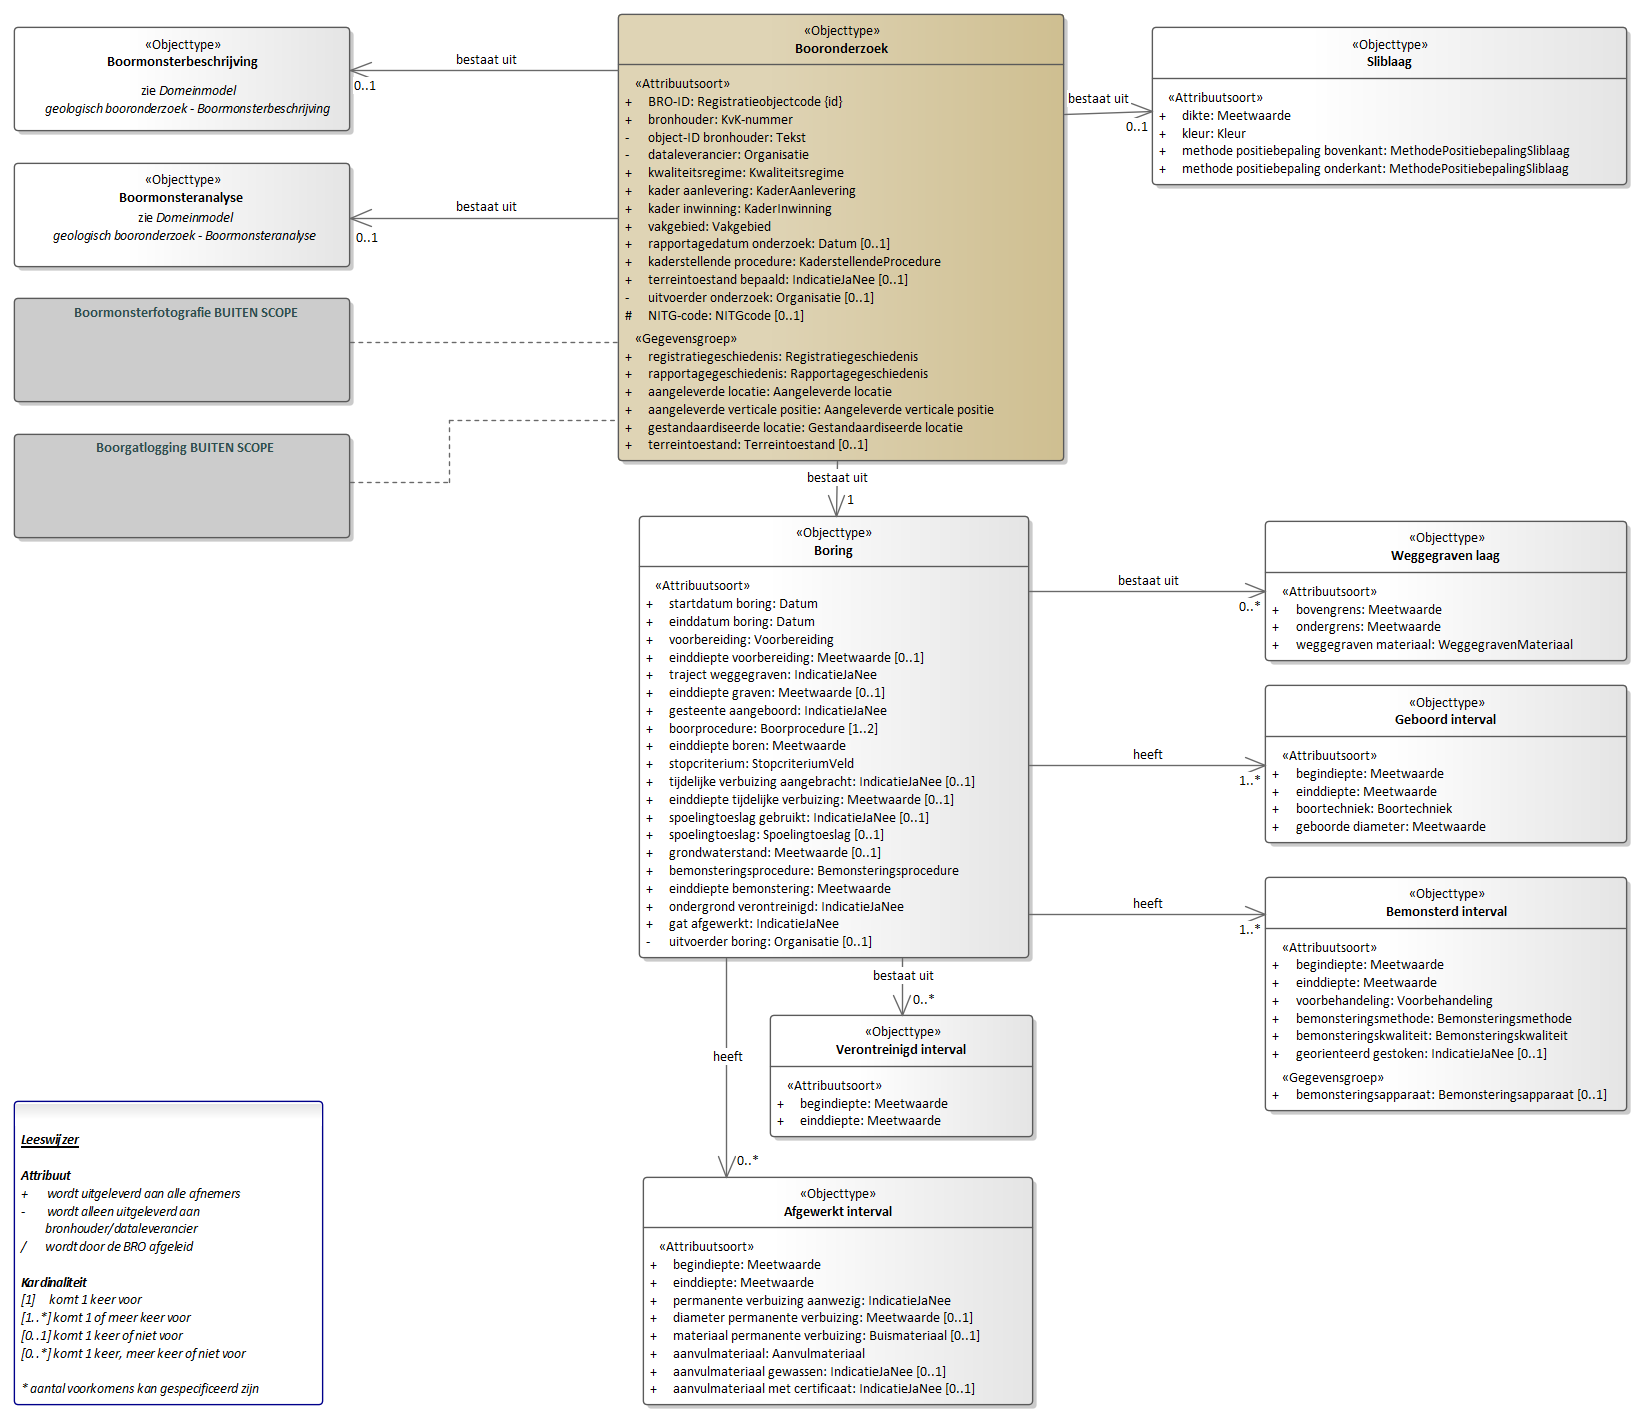 «Objecttype»
Boormonsterbeschrijving
zie Domeinmodel
geologisch booronderzoek - Boormonsterbeschrijving
bestaat uit
0..1
«Objecttype»
Boormonsteranalyse
zie Domeinmodel
geologisch booronderzoek - Boormonsteranalyse
bestaat uit
0..1
Boormonsterfotografie BUITEN SCOPE
Boorgatlogging BUITEN SCOPE
«Objecttype»
Booronderzoek
«Attribuutsoort»
+ BRO-ID: Registratieobjectcode {id}
+ bronhouder: KvK-nummer
- object-ID bronhouder: Tekst
- dataleverancier: Organisatie
+ kwaliteitsregime: Kwaliteitsregime
+ kader aanlevering: KaderAanlevering
+ kader inwinning: KaderInwinning
+ vakgebied: Vakgebied
+ rapportagedatum onderzoek: Datum [0..1]
+ kaderstellende procedure: KaderstellendeProcedure
+ terreintoestand bepaald: IndicatieJaNee [0..1]
- uitvoerder onderzoek: Organisatie [0..1]
# NITG-code: NITGcode [0..1]
«Gegevensgroep»
+ registratiegeschiedenis: Registratiegeschiedenis
+ rapportagegeschiedenis: Rapportagegeschiedenis
+ aangeleverde locatie: Aangeleverde locatie
+ aangeleverde verticale positie: Aangeleverde verticale positie
+ gestandaardiseerde locatie: Gestandaardiseerde locatie
+ terreintoestand: Terreintoestand [0..1]
bestaat uit
0..1
«Objecttype»
Sliblaag
«Attribuutsoort»
+ dikte: Meetwaarde
+ kleur: Kleur
+ methode positiebepaling bovenkant: MethodePositiebepalingSliblaag
+ methode positiebepaling onderkant: MethodePositiebepalingSliblaag
bestaat uit
1
«Objecttype»
Boring
«Attribuutsoort»
+ startdatum boring: Datum
+ einddatum boring: Datum
+ voorbereiding: Voorbereiding
+ einddiepte voorbereiding: Meetwaarde [0..1]
+ traject weggegraven: IndicatieJaNee
+ einddiepte graven: Meetwaarde [0..1]
+ gesteente aangeboord: IndicatieJaNee
+ boorprocedure: Boorprocedure [1..2]
+ einddiepte boren: Meetwaarde
+ stopcriterium: StopcriteriumVeld
+ tijdelijke verbuizing aangebracht: IndicatieJaNee [0..1]
+ einddiepte tijdelijke verbuizing: Meetwaarde [0..1]
+ spoelingtoeslag gebruikt: IndicatieJaNee [0..1]
+ spoelingtoeslag: Spoelingtoeslag [0..1]
+ grondwaterstand: Meetwaarde [0..1]
+ bemonsteringsprocedure: Bemonsteringsprocedure
+ einddiepte bemonstering: Meetwaarde
+ ondergrond verontreinigd: IndicatieJaNee
+ gat afgewerkt: IndicatieJaNee
- uitvoerder boring: Organisatie [0..1]
bestaat uit
0..*
«Objecttype»
Weggegraven laag
«Attribuutsoort»
+ bovengrens: Meetwaarde
+ ondergrens: Meetwaarde
+ weggegraven materiaal: WeggegravenMateriaal
heeft
1..*
«Objecttype»
Geboord interval
«Attribuutsoort»
+ begindiepte: Meetwaarde
+ einddiepte: Meetwaarde
+ boortechniek: Boortechniek
+ geboorde diameter: Meetwaarde
heeft
1..*
«Objecttype»
Bemonsterd interval
«Attribuutsoort»
+ begindiepte: Meetwaarde
+ einddiepte: Meetwaarde
+ voorbehandeling: Voorbehandeling
+ bemonsteringsmethode: Bemonsteringsmethode
+ bemonsteringskwaliteit: Bemonsteringskwaliteit
+ georienteerd gestoken: IndicatieJaNee [0..1]
«Gegevensgroep»
+ bemonsteringsapparaat: Bemonsteringsapparaat [0..1]
bestaat uit
0..*
«Objecttype»
Verontreinigd interval
«Attribuutsoort»
+ begindiepte: Meetwaarde
+ einddiepte: Meetwaarde
heeft
0..*
«Objecttype»
Afgewerkt interval
«Attribuutsoort»
+ begindiepte: Meetwaarde
+ einddiepte: Meetwaarde
+ permanente verbuizing aanwezig: IndicatieJaNee
+ diameter permanente verbuizing: Meetwaarde [0..1]
+ materiaal permanente verbuizing: Buismateriaal [0..1]
+ aanvulmateriaal: Aanvulmateriaal
+ aanvulmateriaal gewassen: IndicatieJaNee [0..1]
+ aanvulmateriaal met certificaat: IndicatieJaNee [0..1]
Leeswijzer
Attribuut
+ wordt uitgeleverd aan alle afnemers
- wordt alleen uitgeleverd aan
bronhouder/dataleverancier
/ wordt door de BRO afgeleid
Kardinaliteit
[1] komt 1 keer voor
[1..*] komt 1 of meer keer voor
[0..1] komt 1 keer of niet voor
[0..*] komt 1 keer, meer keer of niet voor
* aantal voorkomens kan gespecificeerd zijn